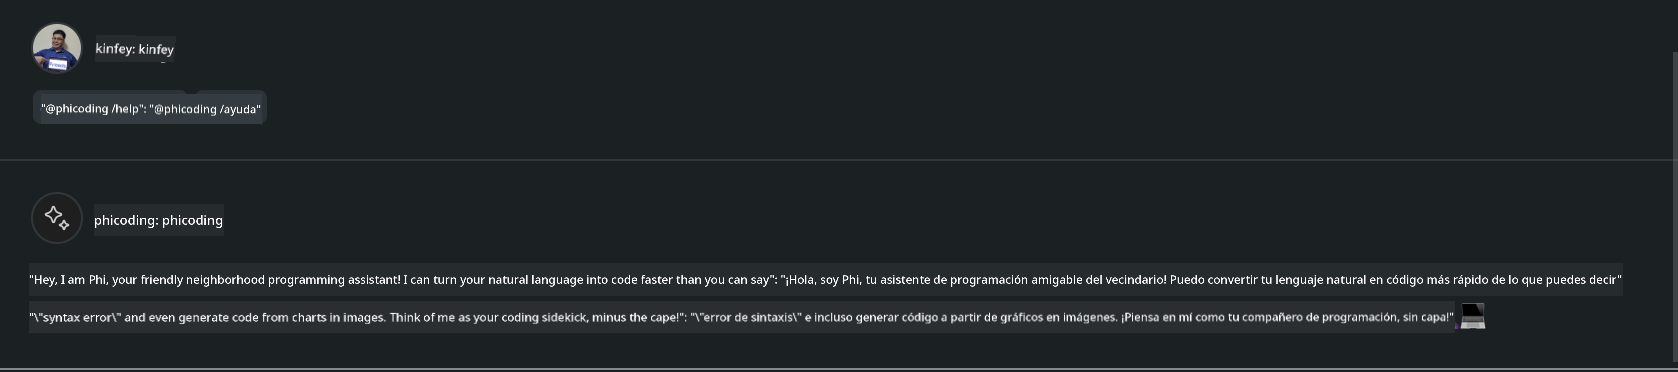 kinfey: kinfey
"@phicoding /help": "@phicoding /ayuda"
phicoding: phicoding
"Hey, I am Phi, your friendly neighborhood programming assistant! I can turn your natural language into code faster than you can say": "¡Hola, soy Phi, tu asistente de programación amigable del vecindario! Puedo convertir tu lenguaje natural en código más rápido de lo que puedes decir"
"\"syntax error\" and even generate code from charts in images. Think of me as your coding sidekick, minus the cape!": "\"error de sintaxis\" e incluso generar código a partir de gráficos en imágenes. ¡Piensa en mí como tu compañero de programación, sin capa!"